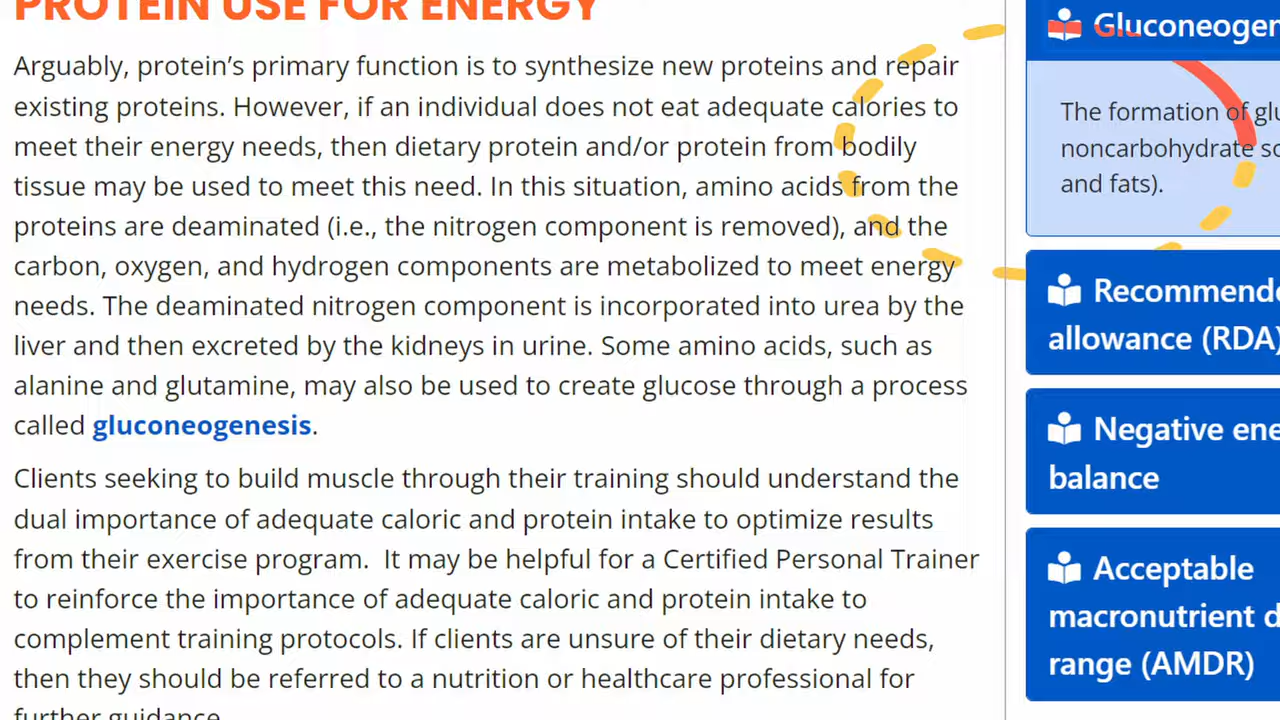 PROTEIN USE FOR ENERGY
Arguably, protein’s primary function is to synthesize new proteins and repair
existing proteins. However, if an individual does not eat adequate calories to
meet their energy needs, then dietary protein and/or protein from bodily
tissue may be used to meet this need. In this situation, amino acids from the
proteins are deaminated (i.e., the nitrogen component is removed), and the
carbon, oxygen, and hydrogen components are metabolized to meet energy
needs. The deaminated nitrogen component is incorporated into urea by the
liver and then excreted by the kidneys in urine. Some amino acids, such as
alanine and glutamine, may also be used to create glucose through a process
called gluconeogenesis.
Clients seeking to build muscle through their training should understand the
dual importance of adequate caloric and protein intake to optimize results
from their exercise program.  It may be helpful for a Certified Personal Trainer
to reinforce the importance of adequate caloric and protein intake to
complement training protocols. If clients are unsure of their dietary needs,
then they should be referred to a nutrition or healthcare professional for
further guidance.
The formation of
noncarbohydrate
and fats).
allowance (RDA)
Negative
balance
Acceptable
macronutrient
range (AMDR)